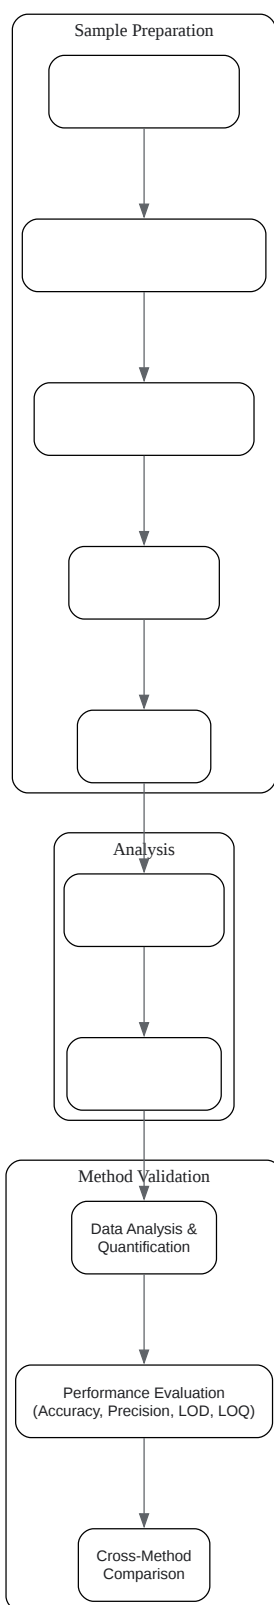 Sample Preparation
Analysis
Method Validation
Data Analysis &
Quantification
Performance Evaluation
(Accuracy, Precision, LOD, LOQ)
Cross-Method
Comparison